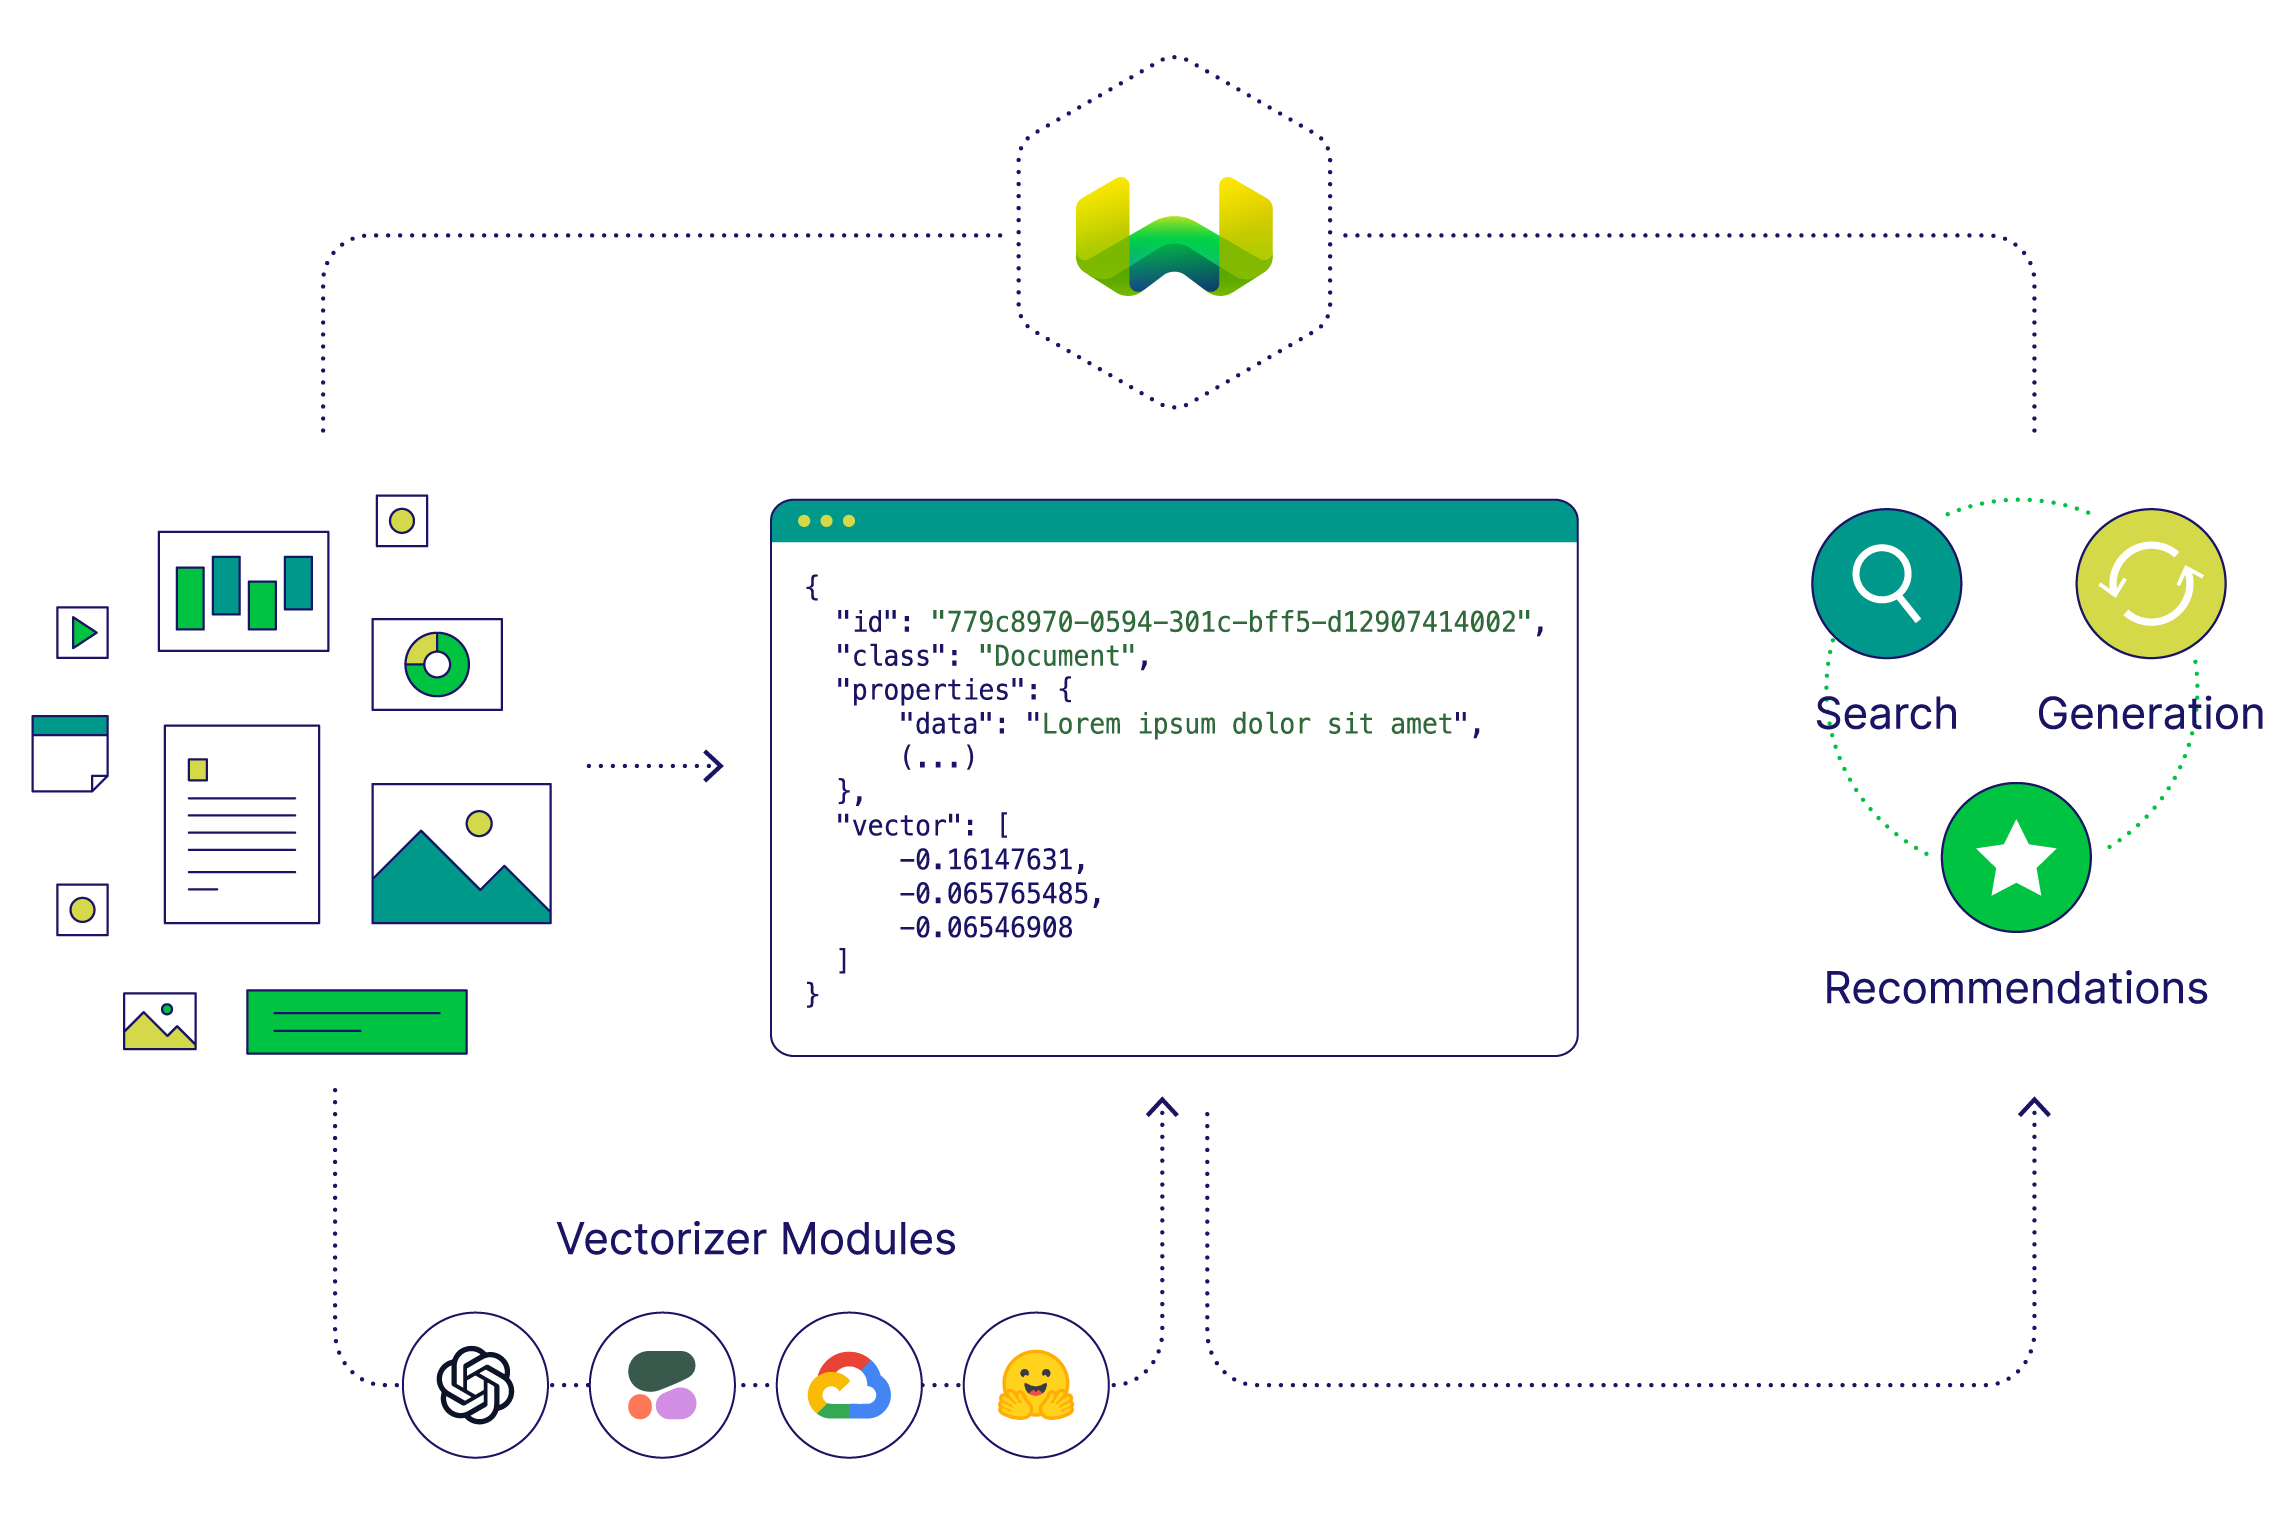 {
"id": "779c8970-0594-301c-bff5-d12907414002",
"class": "Document",
"properties": {
"data": "Lorem ipsum dolor sit amet",
(...)
},
"vector": [
-0.16147631,
-0.065765485,
-0.06546908
]
}
Search
Generation
Recommendations
Vectorizer Modules